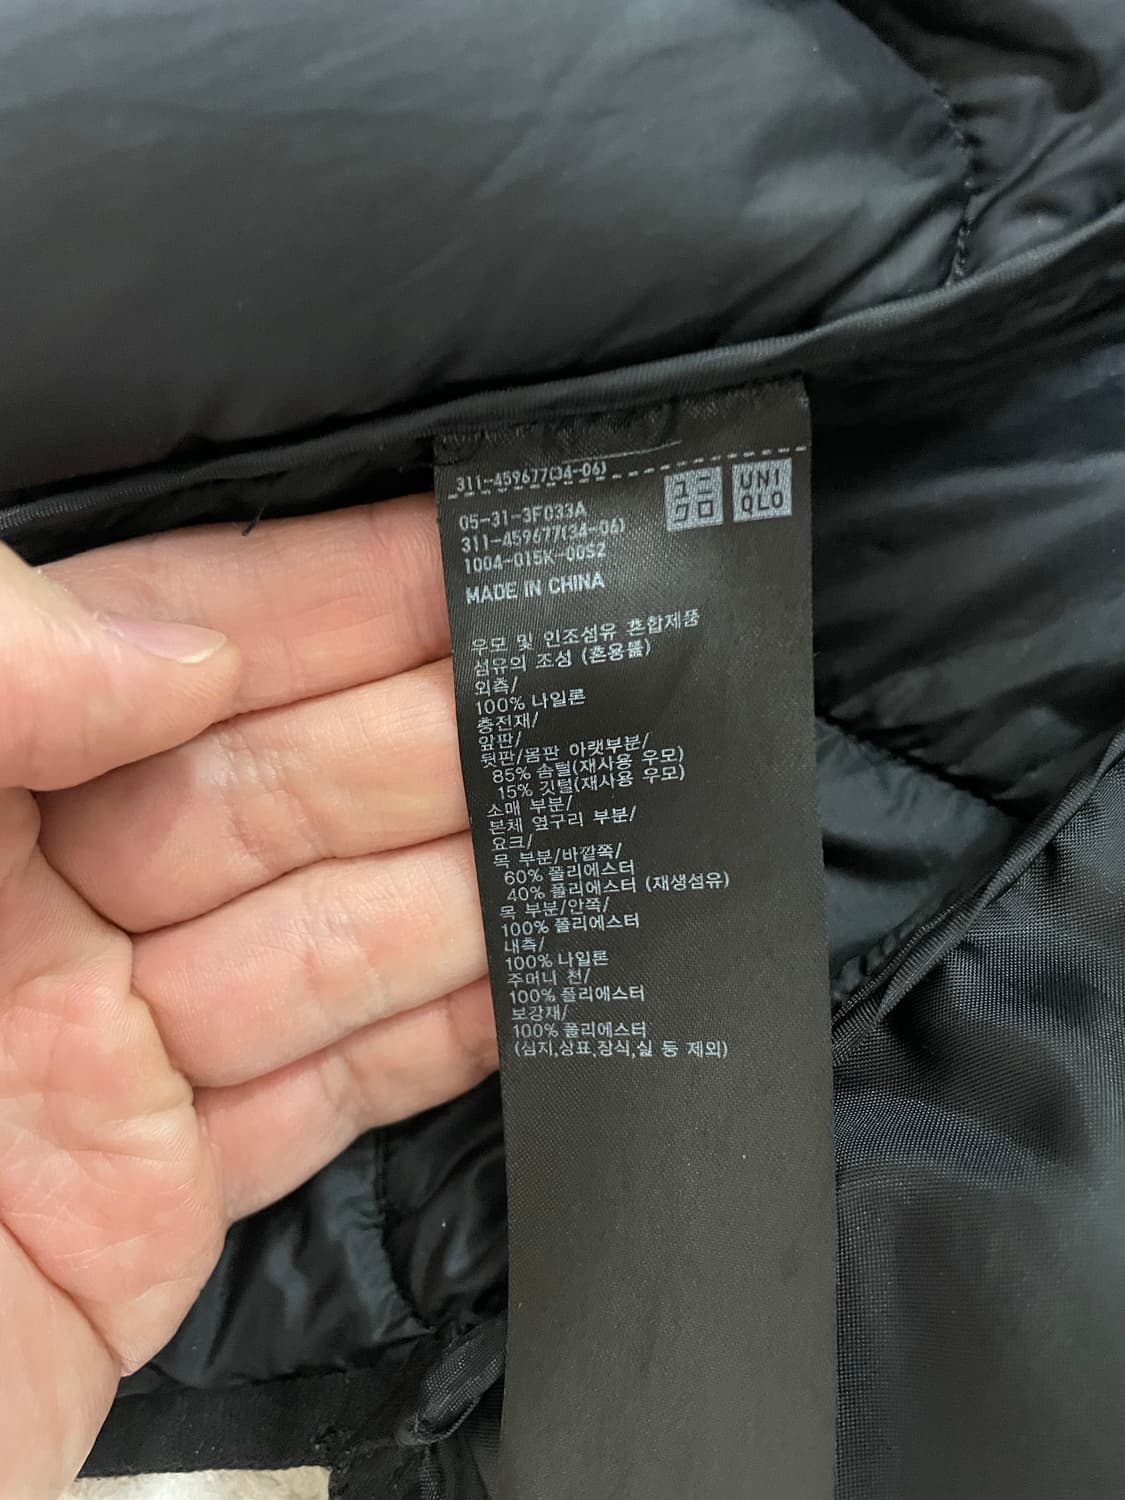 311-459677(34-06)
ユニ
クロ
UNI
QLO
05-31-3F033A
311-459677(34-06)
1004-015K-00S2
MADE IN CHINA
우모 및 인조섬유 혼합제품
섬유의 조성 (혼용률)
외측/
100% 나일론
충전재/
앞판/
뒷판/몸판 아랫부분/
85% 솜털(재사용 우모)
15% 깃털(재사용 우모)
소매 부분/
본체 옆구리 부분/
요크/
목 부분/바깥쪽/
60% 폴리에스터
40% 폴리에스터 (재생섬유)
목 부분/안쪽/
100% 폴리에스터
내측/
100% 나일론
주머니 천/
100% 폴리에스터
보강재/
100% 폴리에스터
(심지,상표,장식,실 등 제외)